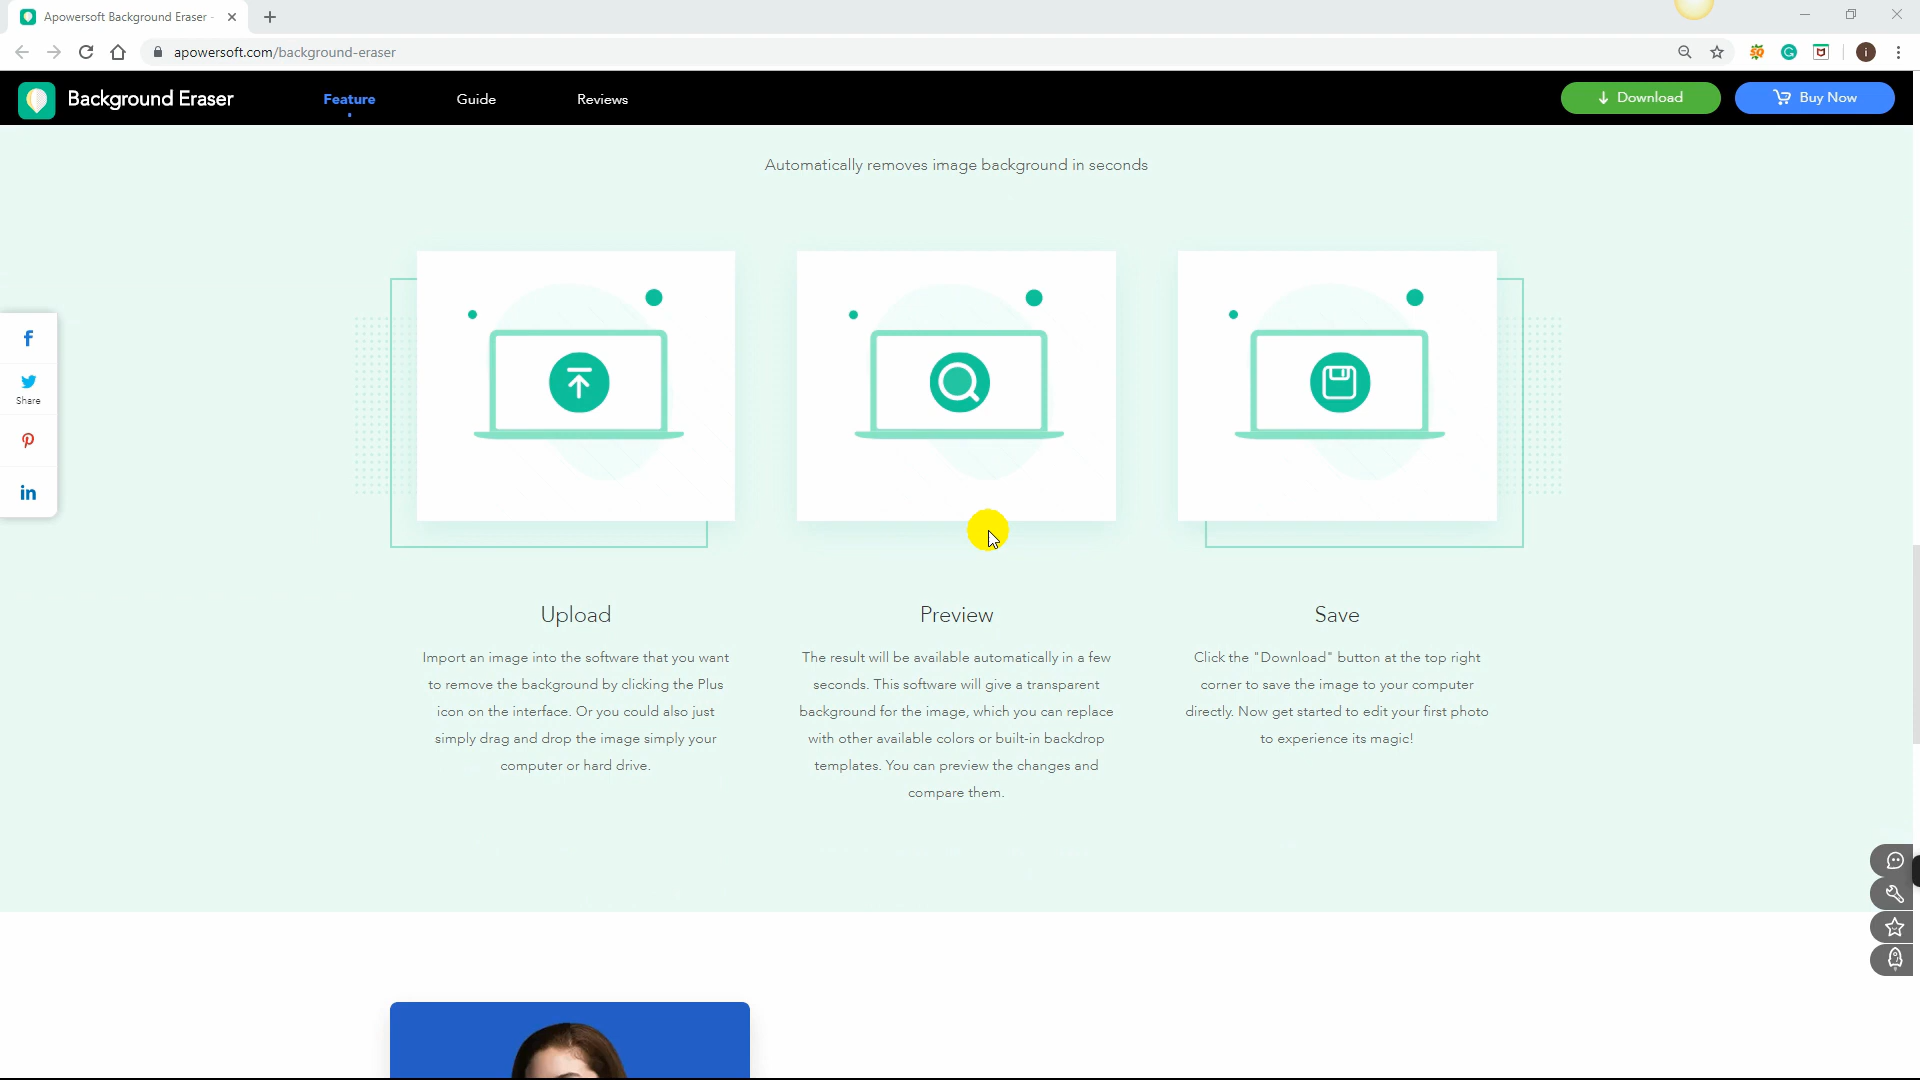 Apowersoft Background Eraser -
apowersoft.com/background-eraser
i
Background Eraser
Feature
Guide
Reviews
Download
Buy Now
Automatically removes image background in seconds
Share
Upload
Import an image into the software that you want
to remove the background by clicking the Plus
icon on the interface. Or you could also just
simply drag and drop the image simply your
computer or hard drive.
Preview
The result will be available automatically in a few
seconds. This software will give a transparent
background for the image, which you can replace
with other available colors or built-in backdrop
templates. You can preview the changes and
compare them.
Save
Click the "Download" button at the top right
corner to save the image to your computer
directly. Now get started to edit your first photo
to experience its magic!